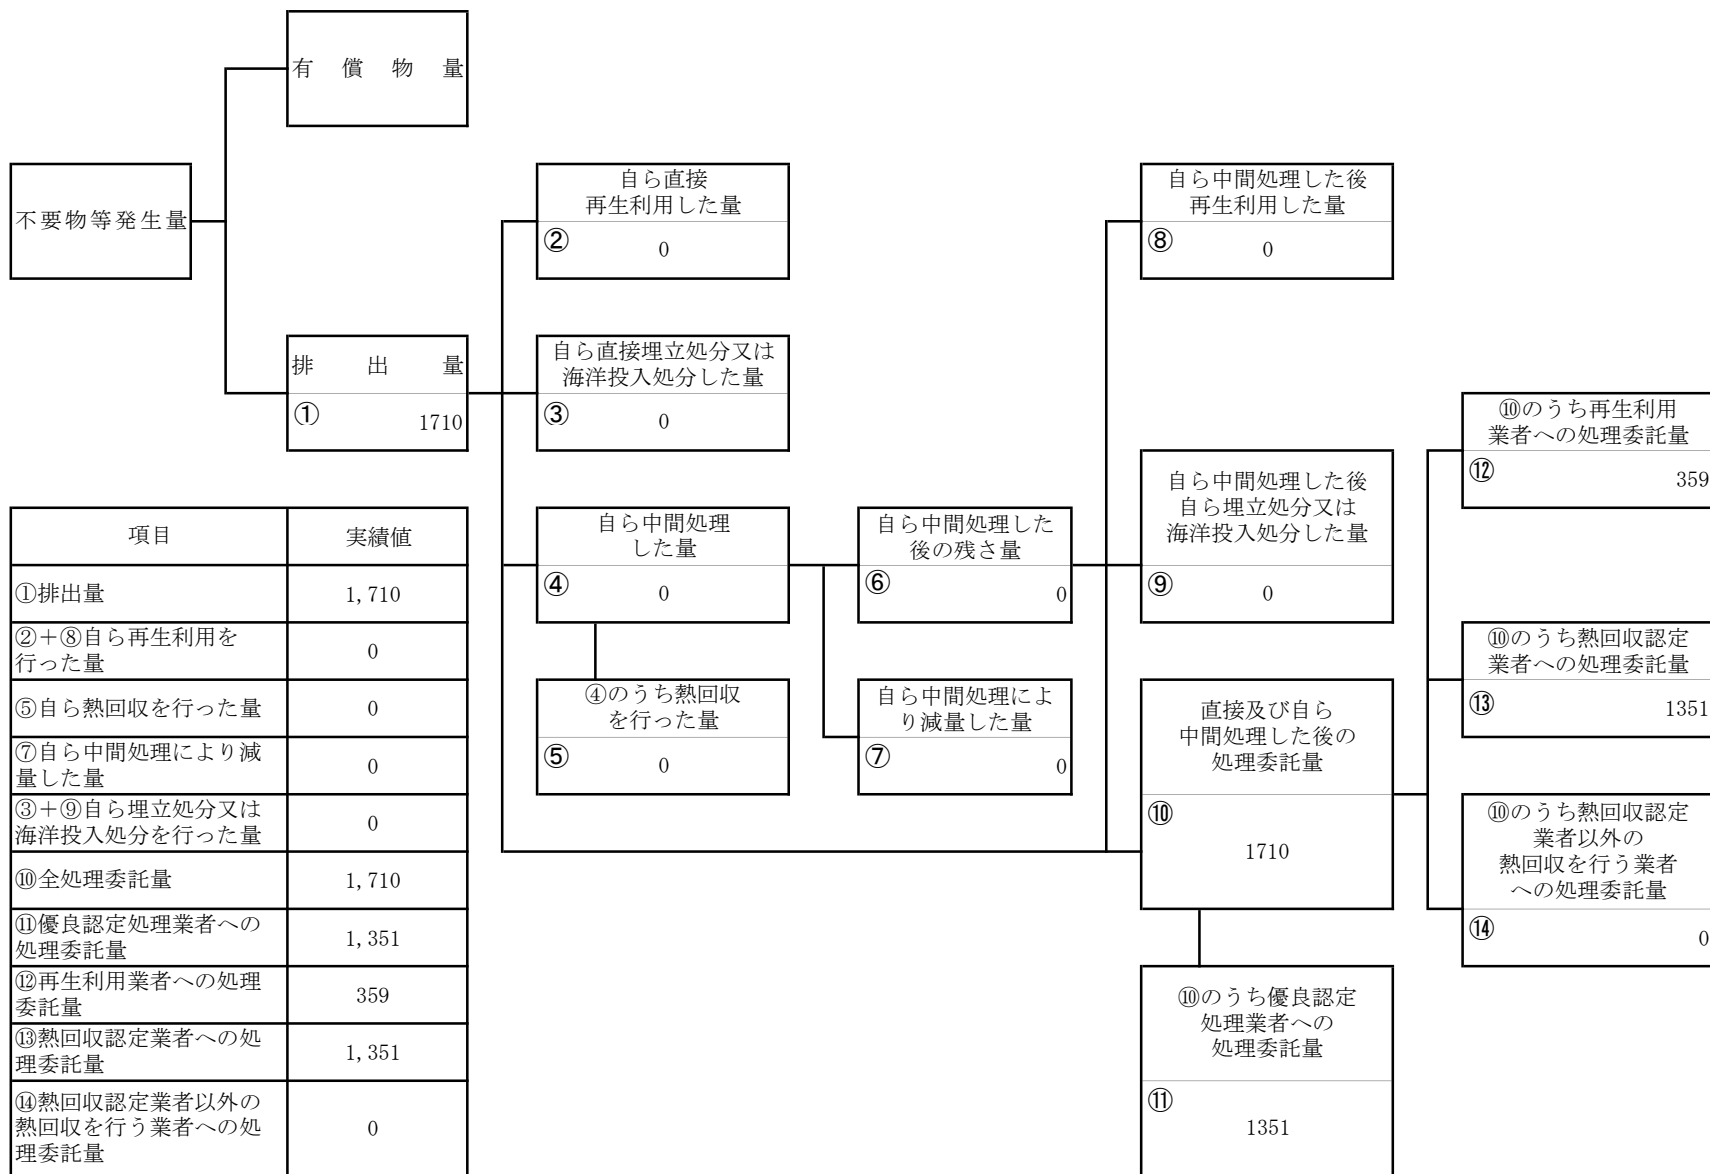 有償物量
不要物等発生量
自ら直接
再生利用した量
②
0
自ら中間処理した後
再生利用した量
⑧
0
排出量
①
1710
自ら直接埋立処分又は
海洋投入処分した量
③
0
⑩のうち再生利用
業者への処理委託量
⑫
359
自ら中間処理
した量
④
0
自ら中間処理した
後の残さ量
⑥
0
自ら中間処理した後
自ら埋立処分又は
海洋投入処分した量
⑨
0
⑩のうち熱回収認定
業者への処理委託量
⑬
1351
④のうち熱回収
を行った量
⑤
0
自ら中間処理によ
り減量した量
⑦
0
直接及び自ら
中間処理した後の
処理委託量
⑩
1710
⑩のうち熱回収認定
業者以外の
熱回収を行う業者
への処理委託量
⑭
0
⑩のうち優良認定
処理業者への
処理委託量
⑪
1351
項目 実績値
①排出量 1,710
②+⑧自ら再生利用を
行った量 0
⑤自ら熱回収を行った量 0
⑦自ら中間処理により減
量した量 0
③+⑨自ら埋立処分又は
海洋投入処分を行った量 0
⑩全処理委託量 1,710
⑪優良認定処理業者への
処理委託量 1,351
⑫再生利用業者への処理
委託量 359
⑬熱回収認定業者への処
理委託量 1,351
⑭熱回収認定業者以外の
熱回収を行う業者への処
理委託量 0